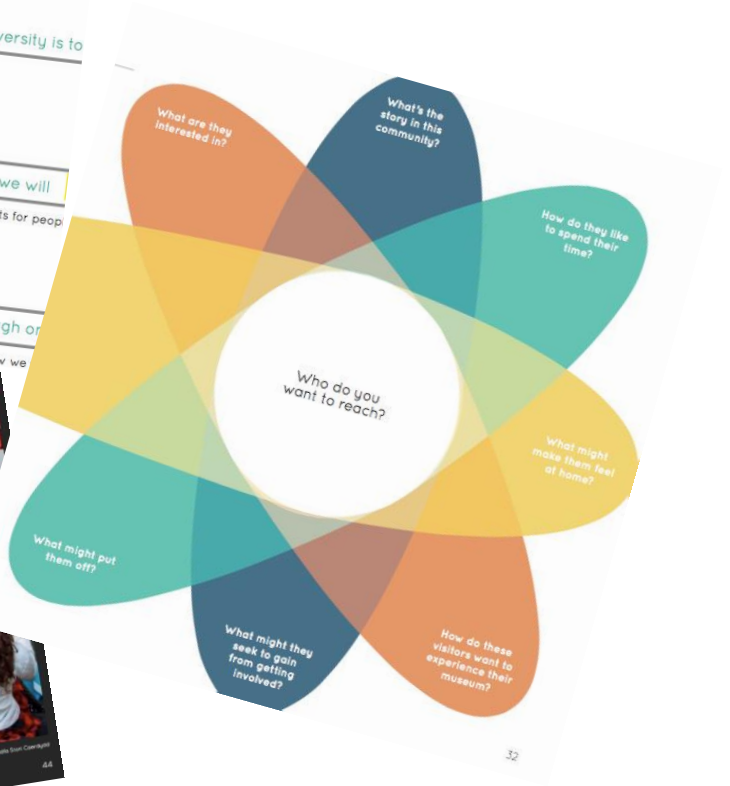 versity is to
we will
ts for peop
gh or
w we
44
What's the
story in this
community?
What are they
interested in?
How do they like
to spend their
time?
Who do you
want to reach?
What might
make them feel
at home?
What might put
them off?
What might they
seek to gain
from getting
involved?
How do these
visitors want to
experience their
museum?
32